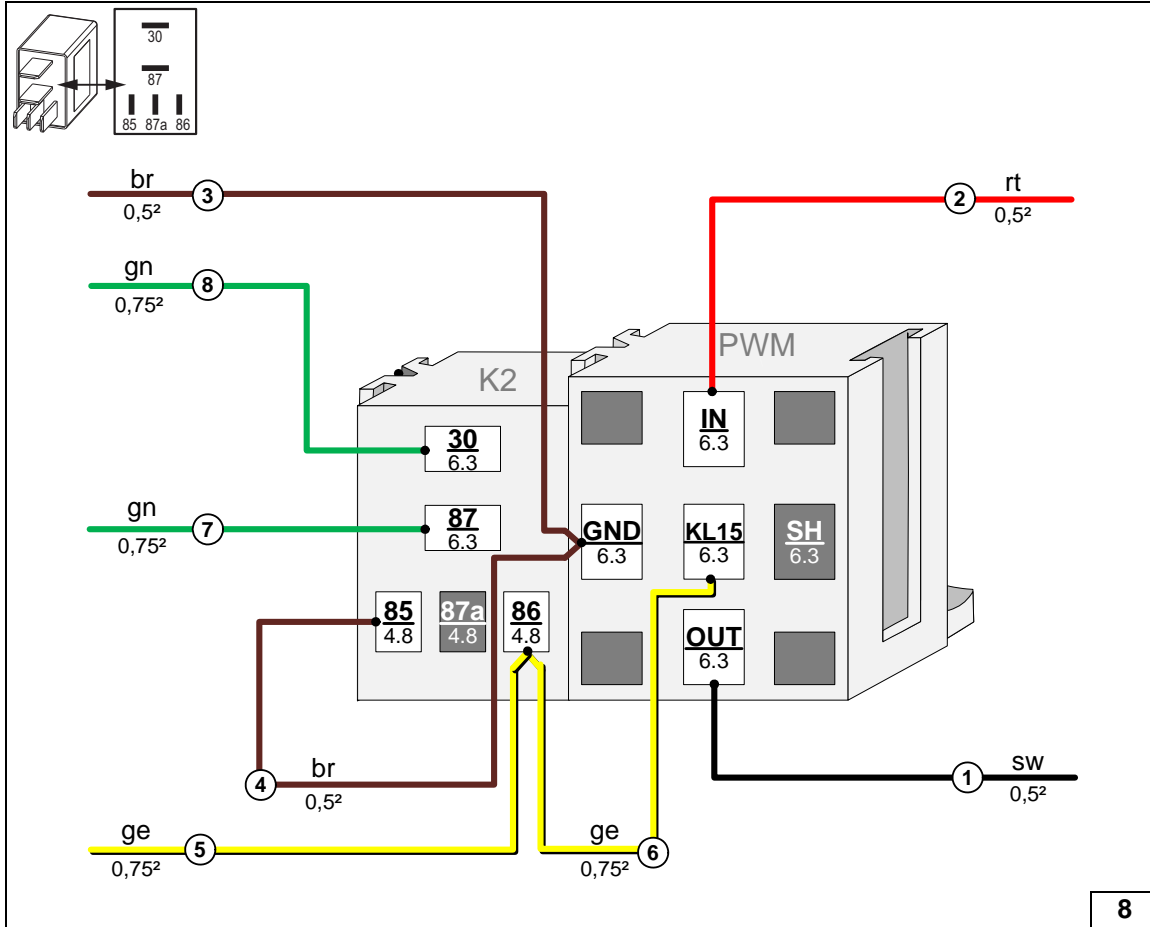 30
87
85 87a 86
br
3
0,5²
2
rt
0,5²
gn
8
0,75²
K2
PWM
30
6.3
IN
6.3
gn
7
0,75²
87
6.3
GND
6.3
KL15
6.3
SH
6.3
85
4.8
87a
4.8
86
4.8
OUT
6.3
4
br
0,5²
1
sw
0,5²
ge
5
0,75²
ge
6
0,75²
8